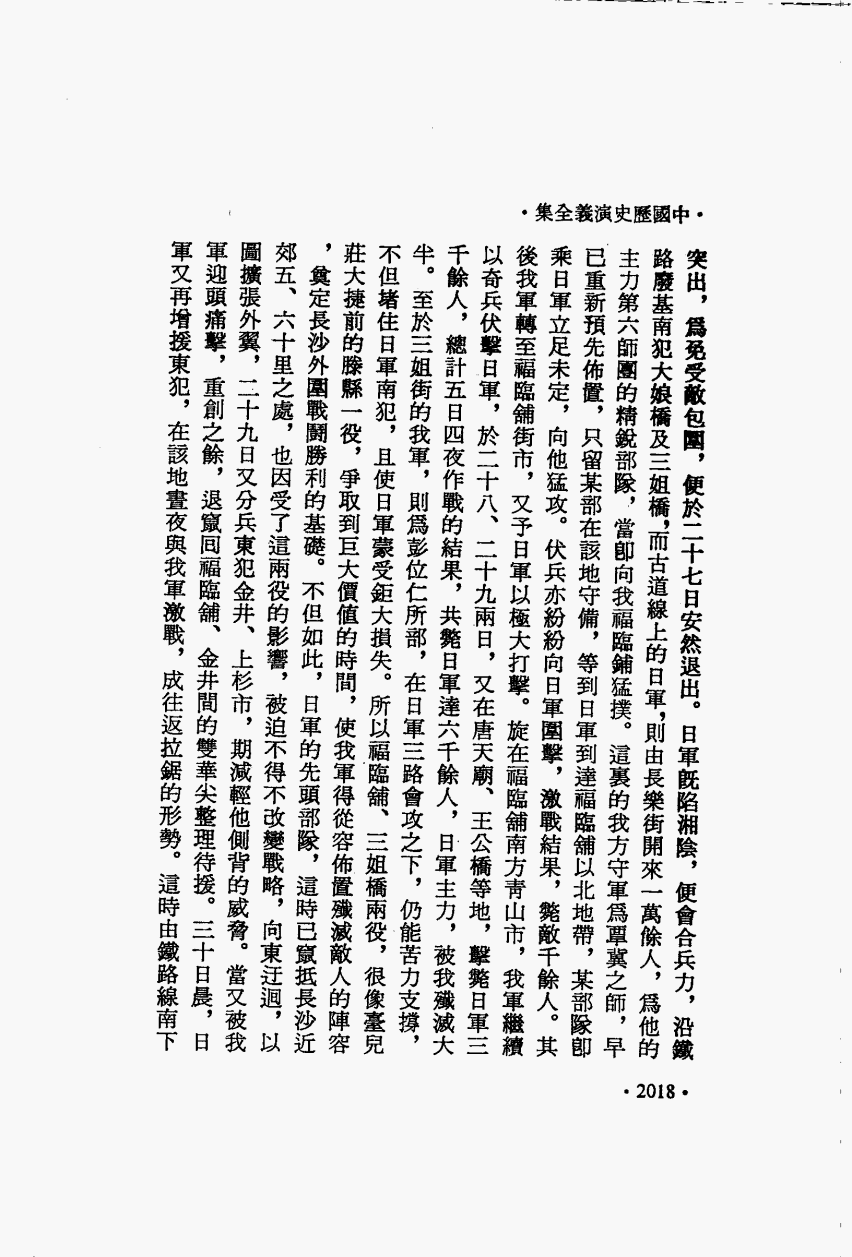 ·中國歷史演義全集·
突出，爲免受敵包圍，便於二十七日安然退出。日軍既陷湘陰，便會合兵力，沿鐵
路廢基南犯大娘橋及三姐橋，而古道線上的日軍，則由長樂街開來一萬餘人，爲他的
主力第六師團的精銳部隊，當卽向我福臨鋪猛撲。這裏的我方守軍爲覃異之師，早
已重新預先佈置，只留某部在該地守備，等到日軍到達福臨舖以北地帶，某部隊卽
乘日軍立足未定，向他猛攻。伏兵亦紛紛向日軍圍擊，激戰結果，斃敵千餘人。其
後我軍轉至福臨舖街市，又予日軍以極大打擊。旋在福臨舖南方青山市，我軍繼續
以奇兵伏擊日軍，於二十八、二十九兩日，又在唐天廟、王公橋等地，擊斃日軍三
千餘人，總計五日四夜作戰的結果，共斃日軍達六千餘人，日軍主力，被我殲滅大
半。至於三姐街的我軍，則爲彭位仁所部，在日軍三路會攻之下，仍能苦力支撐，
不但堵住日軍南犯，且使日軍蒙受鉅大損失。所以福臨舖、三姐橋兩役，很像臺兒
莊大捷前的滕縣一役，爭取到巨大價值的時間，使我軍得從容佈置殲滅敵人的陣容
，奠定長沙外圍戰鬪勝利的基礎。不但如此，日軍的先頭部隊，這時已竄抵長沙近
郊五、六十里之處，也因受了這兩役的影響，被迫不得不改變戰略，向東迂迴，以
圖擴張外翼，二十九日又分兵東犯金井、上杉市，期減輕他側背的威脅。當又被我
軍迎頭痛擊，重創之餘，退竄回福臨舖、金井間的雙華尖整理待援。三十日晨，日
軍又再增援東犯，在該地晝夜與我軍激戰，成往返拉鋸的形勢。這時由鐵路線南下
·2018·